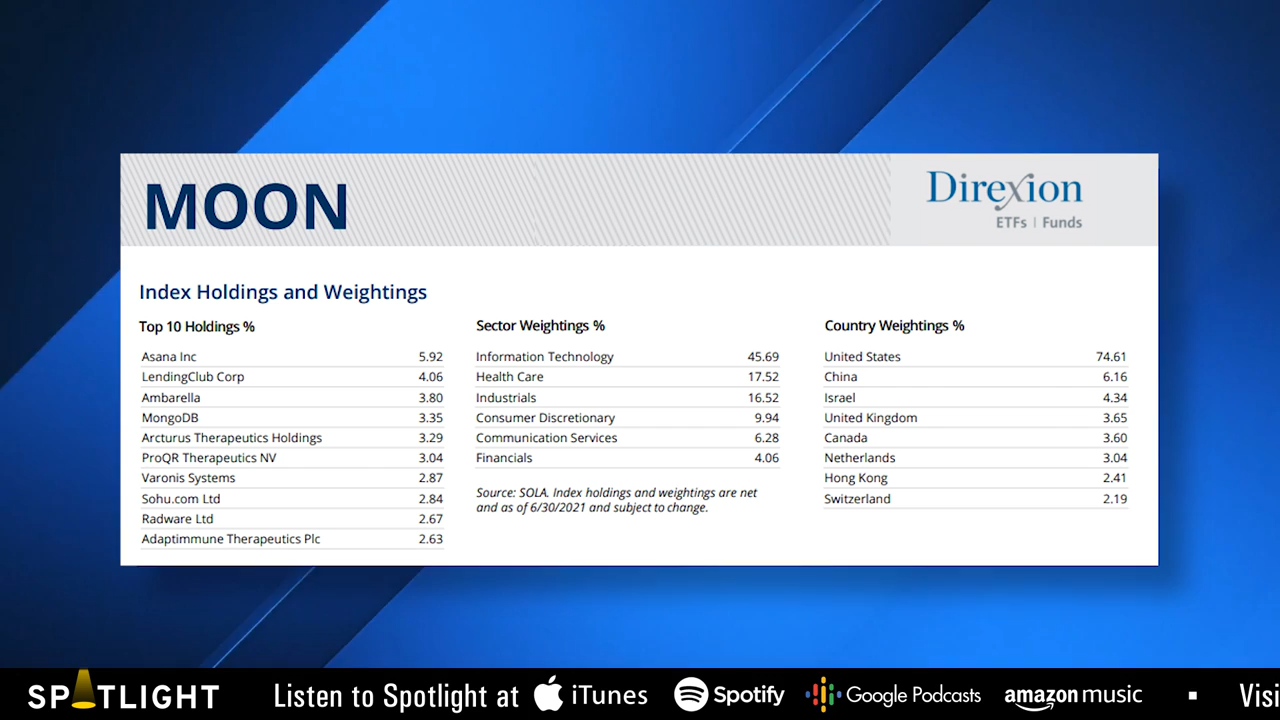 MOON
Direxion
ETFs | Funds
Index Holdings and Weightings
Top 10 Holdings %
Asana Inc 5.92
LendingClub Corp 4.06
Ambarella 3.80
MongoDB 3.35
Arcturus Therapeutics Holdings 3.29
ProQR Therapeutics NV 3.04
Varonis Systems 2.87
Sohu.com Ltd 2.84
Radware Ltd 2.67
Adaptimmune Therapeutics Plc 2.63
Sector Weightings %
Information Technology 45.69
Health Care 17.52
Industrials 16.52
Consumer Discretionary 9.94
Communication Services 6.28
Financials 4.06
Source: SOLA. Index holdings and weightings are net
and as of 6/30/2021 and subject to change.
Country Weightings %
United States 74.61
China 6.16
Israel 4.34
United Kingdom 3.65
Canada 3.60
Netherlands 3.04
Hong Kong 2.41
Switzerland 2.19
SPOTLIGHT Listen to Spotlight at iTunes Spotify Google Podcasts amazon music ▪ Visi